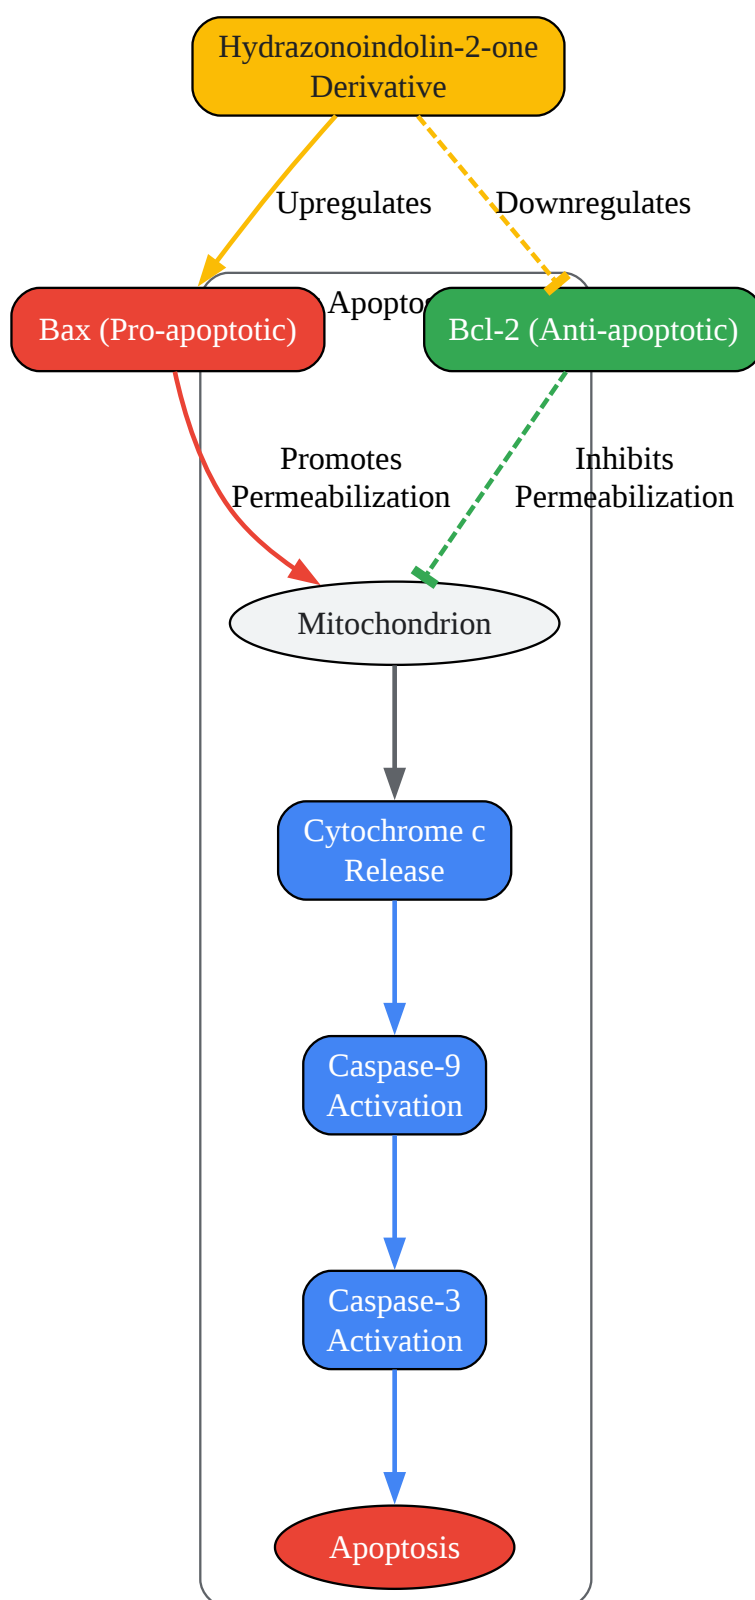 Hydrazonoindolin-2-one
Derivative
Upregulates
Downregulates
Bax (Pro-apoptotic)
Bcl-2 (Anti-apoptotic)
Promotes
Permeabilization
Inhibits
Permeabilization
Mitochondrion
Cytochrome c
Release
Caspase-9
Activation
Caspase-3
Activation
Apoptosis